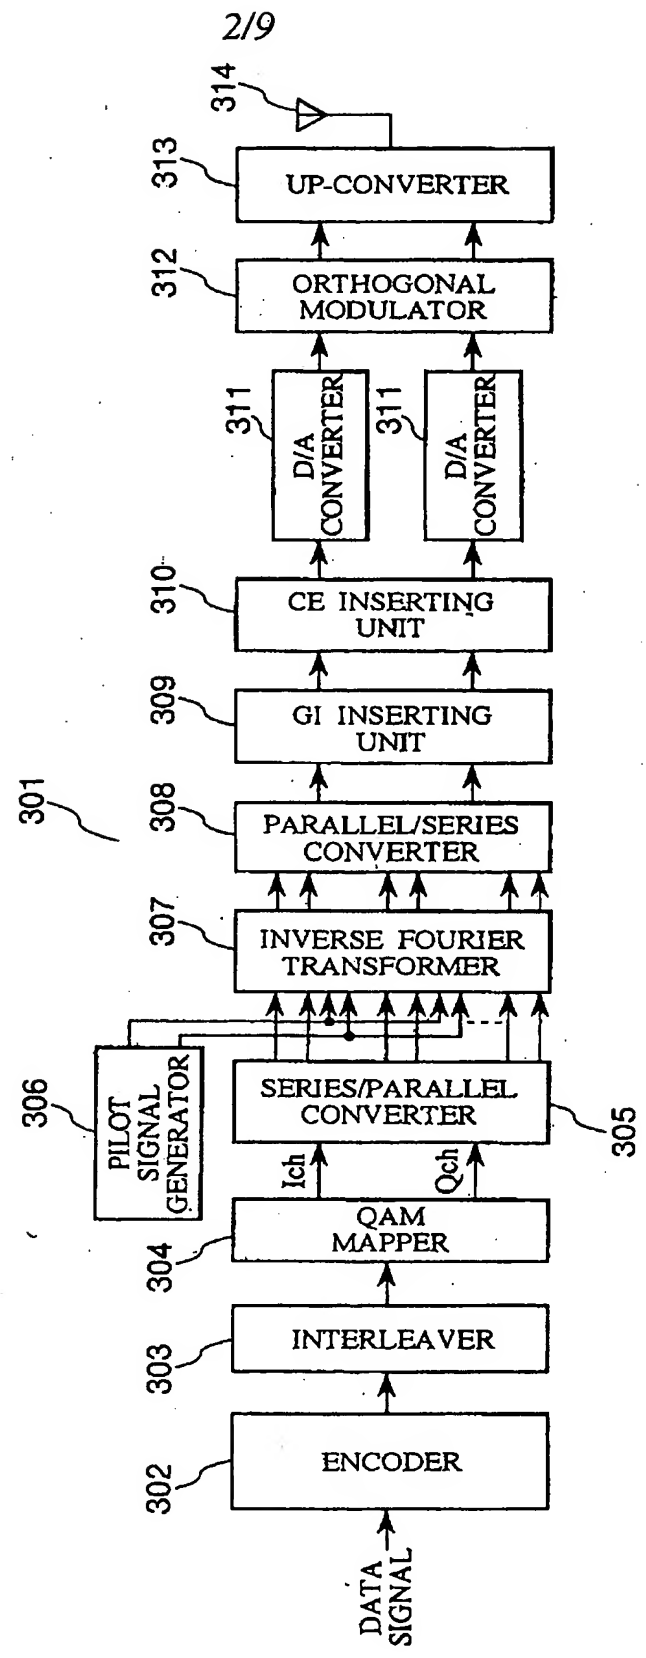 2/9
314
313
UP-CONVERTER
312
ORTHOGONAL
MODULATOR
311
D/A
CONVERTER
311
D/A
CONVERTER
310
CE INSERTING
UNIT
309
GI INSERTING
UNIT
301
308
PARALLEL/SERIES
CONVERTER
307
INVERSE FOURIER
TRANSFORMER
306
PILOT
SIGNAL
GENERATOR
SERIES/PARALLEL
CONVERTER
305
Ich
Qch
304
QAM
MAPPER
303
INTERLEAVER
302
ENCODER
DATA
SIGNAL